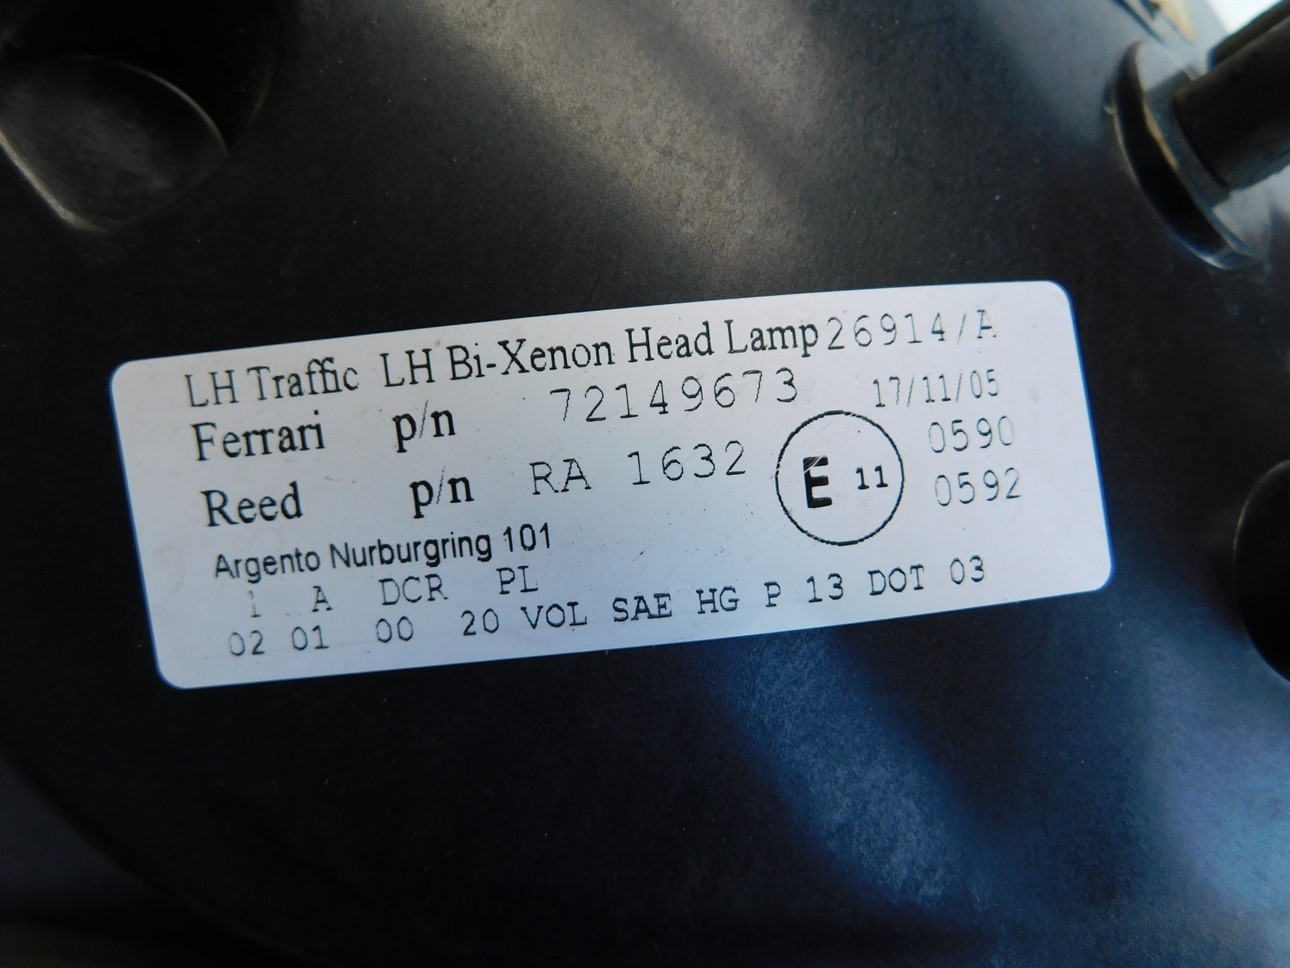 LH Traffic LH Bi-Xenon Head Lamp 26914/A
Ferrari p/n 72149673 17/11/05
Reed p/n RA 1632 E 11 0590
0592
Argento Nurburgring 101
1 A DCR PL
02 01 00 20 VOL SAE HG P 13 DOT 03